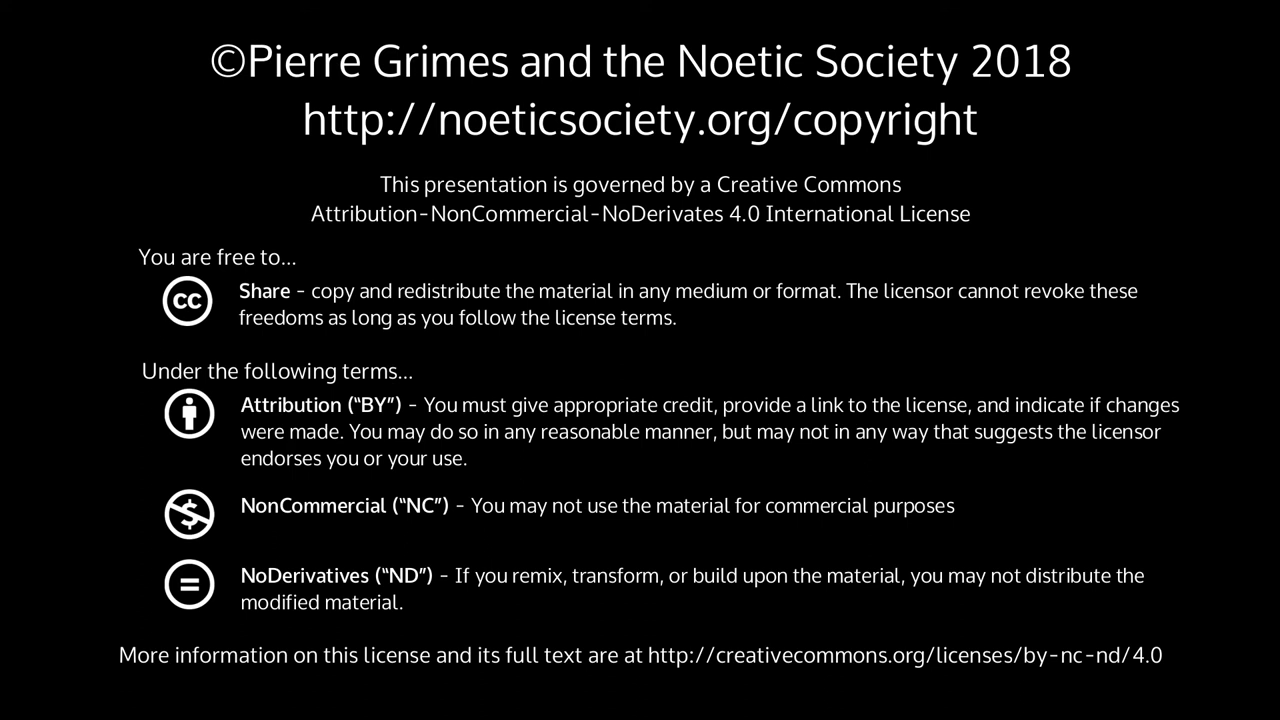 ©Pierre Grimes and the Noetic Society 2018
http://noeticsociety.org/copyright
This presentation is governed by a Creative Commons
Attribution-NonCommercial-NoDerivates 4.0 International License
You are free to...
cc
Share - copy and redistribute the material in any medium or format. The licensor cannot revoke these
freedoms as long as you follow the license terms.
Under the following terms...
Attribution (“BY”) - You must give appropriate credit, provide a link to the license, and indicate if changes
were made. You may do so in any reasonable manner, but may not in any way that suggests the licensor
endorses you or your use.
NonCommercial (“NC”) - You may not use the material for commercial purposes
NoDerivatives (“ND”) - If you remix, transform, or build upon the material, you may not distribute the
modified material.
More information on this license and its full text are at http://creativecommons.org/licenses/by-nc-nd/4.0